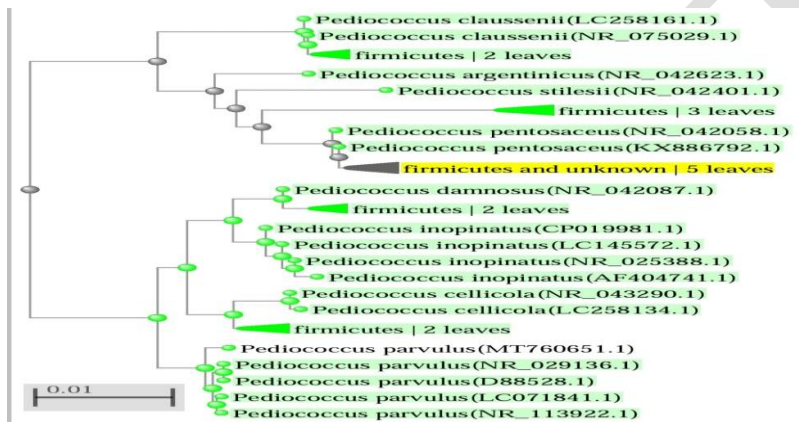 Pediococcus claussenii(LC258161.1)
Pediococcus claussenii(NR_075029.1)
firmicutes | 2 leaves
Pediococcus argentinicus(NR_042623.1)
Pediococcus stilesii(NR_042401.1)
firmicutes | 3 leaves
Pediococcus pentosaceus(NR_042058.1)
Pediococcus pentosaceus(KX886792.1)
firmicutes and unknown | 5 leaves
Pediococcus damnosus(NR_042087.1)
firmicutes | 2 leaves
Pediococcus inopinatus(CP019981.1)
Pediococcus inopinatus(LC145572.1)
Pediococcus inopinatus(NR_025388.1)
Pediococcus inopinatus(AF404741.1)
Pediococcus cellicola(NR_043290.1)
Pediococcus cellicola(LC258134.1)
firmicutes | 2 leaves
Pediococcus parvulus(MT760651.1)
Pediococcus parvulus(NR_029136.1)
Pediococcus parvulus(D88528.1)
Pediococcus parvulus(LC071841.1)
Pediococcus parvulus(NR_113922.1)
0.01